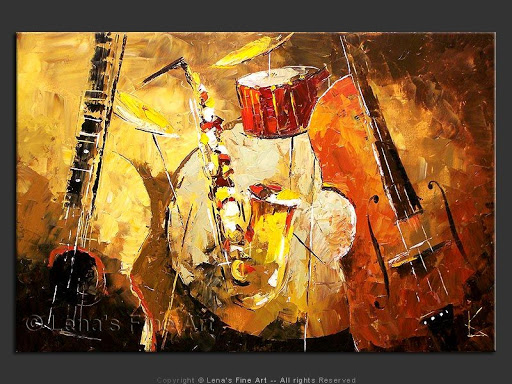 © Lena's Fine Art
Copyright © Lena's Fine Art -- All rights Reserved